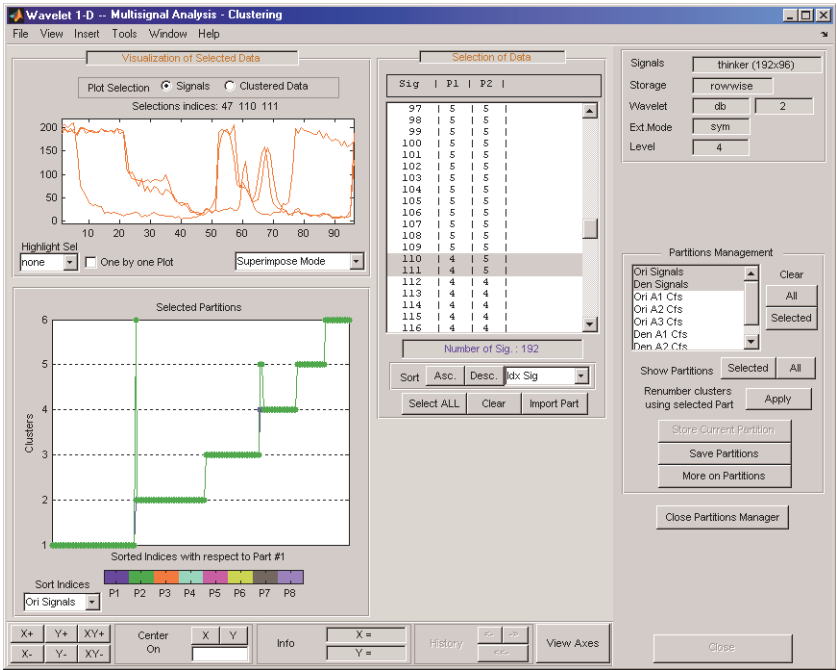 Wavelet 1-D -- Multisignal Analysis - Clustering
File View Insert Tools Window Help
Visualization of Selected Data
Plot Selection Signals Clustered Data
Selections indices: 47 110 111
200
150
100
50
0
10 20 30 40 50 60 70 80 90
Highlight Sel
none One by one Plot Superimpose Mode
Selected Partitions
6
5
4
3
2
1
Clusters
Sorted Indices with respect to Part #1
Sort Indices
Ori Signals
P1 P2 P3 P4 P5 P6 P7 P8
Selection of Data
Sig | P1 | P2 |
97 | 5 | 5 |
98 | 5 | 5 |
99 | 5 | 5 |
100 | 5 | 5 |
101 | 5 | 5 |
102 | 5 | 5 |
103 | 5 | 5 |
104 | 5 | 5 |
105 | 5 | 5 |
106 | 5 | 5 |
107 | 5 | 5 |
108 | 5 | 5 |
109 | 5 | 5 |
110 | 4 | 5 |
111 | 4 | 5 |
112 | 4 | 4 |
113 | 4 | 4 |
114 | 4 | 4 |
115 | 4 | 4 |
116 | 4 | 4 |
Number of Sig. : 192
Sort Asc. Desc. Idx Sig
Select ALL Clear Import Part
Signals thinker (192x96)
Storage rowwise
Wavelet db 2
Ext.Mode sym
Level 4
Partitions Management
Ori Signals
Den Signals
Ori A1 Cfs
Ori A2 Cfs
Ori A3 Cfs
Den A1 Cfs
Den A2 Cfs
Clear
All
Selected
Show Partitions Selected All
Renumber clusters
using selected Part Apply
Store Current Partition
Save Partitions
More on Partitions
Close Partitions Manager
X+ Y+ XY+
X- Y- XY-
Center
On
X Y
Info
X =
Y =
History
<- ->
<<-
View Axes
Close